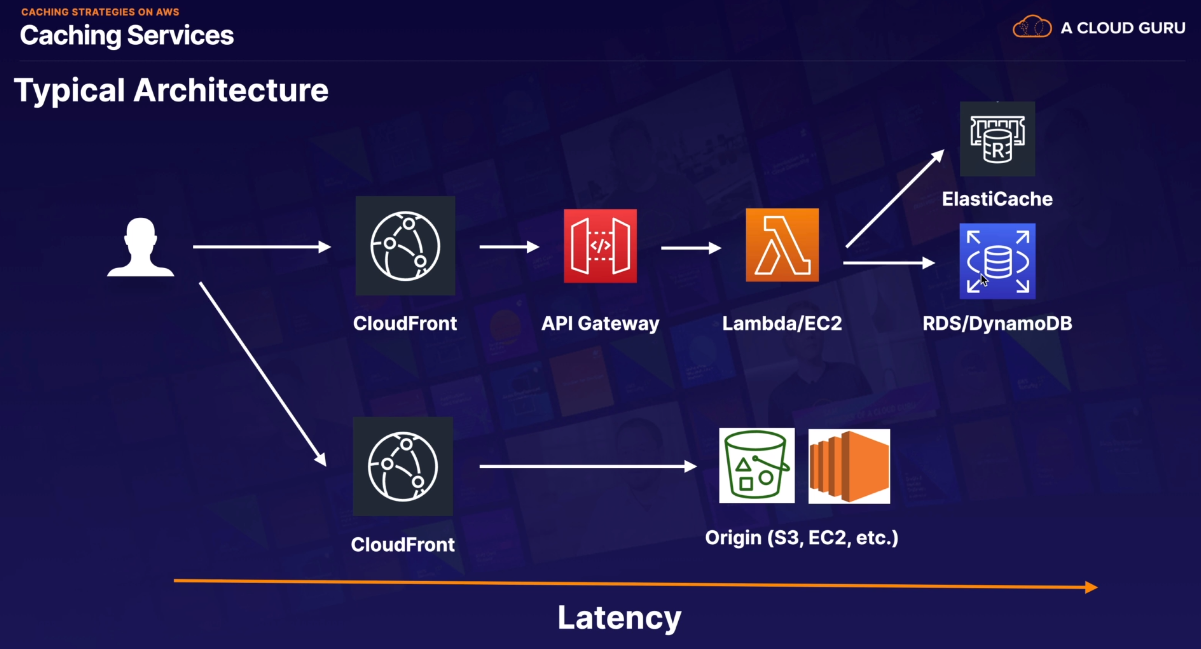 CACHING STRATEGIES ON AWS
Caching Services
A CLOUD GURU
Typical Architecture
R
ElastiCache
</>
CloudFront
API Gateway
Lambda/EC2
RDS/DynamoDB
CloudFront
Origin (S3, EC2, etc.)
Latency